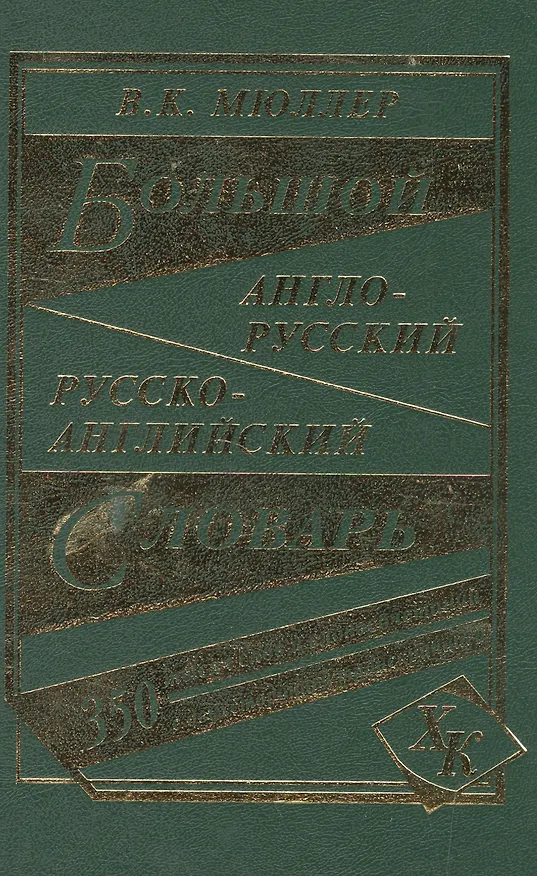 В. К. МЮЛЛЕР
БОЛЬШОЙ
АНГЛО-
РУССКИЙ
РУССКО-
АНГЛИЙСКИЙ
СЛОВАРЬ
350
ХК